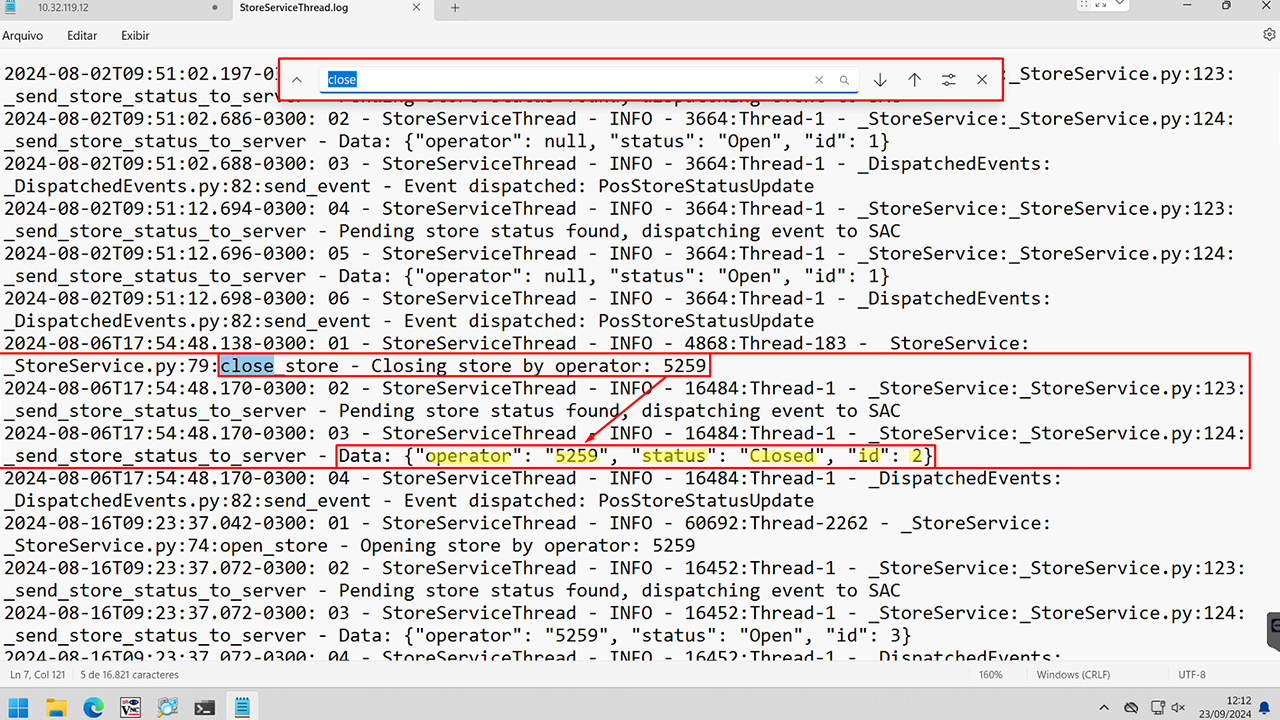 10.32.119.12
StoreServiceThread.log
Arquivo Editar Exibir
close
2024-08-02T09:51:02.197-0 :_StoreService.py:123:
_send_store_status_to_serv
2024-08-02T09:51:02.686-0300: 02 - StoreServiceThread - INFO - 3664:Thread-1 - _StoreService:_StoreService.py:124:
_send_store_status_to_server - Data: {"operator": null, "status": "Open", "id": 1}
2024-08-02T09:51:02.688-0300: 03 - StoreServiceThread - INFO - 3664:Thread-1 - _DispatchedEvents:
_DispatchedEvents.py:82:send_event - Event dispatched: PosStoreStatusUpdate
2024-08-02T09:51:12.694-0300: 04 - StoreServiceThread - INFO - 3664:Thread-1 - _StoreService:_StoreService.py:123:
_send_store_status_to_server - Pending store status found, dispatching event to SAC
2024-08-02T09:51:12.696-0300: 05 - StoreServiceThread - INFO - 3664:Thread-1 - _StoreService:_StoreService.py:124:
_send_store_status_to_server - Data: {"operator": null, "status": "Open", "id": 1}
2024-08-02T09:51:12.698-0300: 06 - StoreServiceThread - INFO - 3664:Thread-1 - _DispatchedEvents:
_DispatchedEvents.py:82:send_event - Event dispatched: PosStoreStatusUpdate
2024-08-06T17:54:48.138-0300: 01 - StoreServiceThread - INFO - 4868:Thread-183 - _StoreService:
_StoreService.py:79:close_store - Closing store by operator: 5259
2024-08-06T17:54:48.170-0300: 02 - StoreServiceThread - INFO - 16484:Thread-1 - _StoreService:_StoreService.py:123:
_send_store_status_to_server - Pending store status found, dispatching event to SAC
2024-08-06T17:54:48.170-0300: 03 - StoreServiceThread - INFO - 16484:Thread-1 - _StoreService:_StoreService.py:124:
_send_store_status_to_server - Data: {"operator": "5259", "status": "Closed", "id": 2}
2024-08-06T17:54:48.170-0300: 04 - StoreServiceThread - INFO - 16484:Thread-1 - _DispatchedEvents:
_DispatchedEvents.py:82:send_event - Event dispatched: PosStoreStatusUpdate
2024-08-16T09:23:37.042-0300: 01 - StoreServiceThread - INFO - 60692:Thread-2262 - _StoreService:
_StoreService.py:74:open_store - Opening store by operator: 5259
2024-08-16T09:23:37.072-0300: 02 - StoreServiceThread - INFO - 16452:Thread-1 - _StoreService:_StoreService.py:123:
_send_store_status_to_server - Pending store status found, dispatching event to SAC
2024-08-16T09:23:37.072-0300: 03 - StoreServiceThread - INFO - 16452:Thread-1 - _StoreService:_StoreService.py:124:
_send_store_status_to_server - Data: {"operator": "5259", "status": "Open", "id": 3}
2024-08-16T09:23:37.072-0300: 04 - StoreServiceThread - INFO - 16452:Thread-1 - _DispatchedEvents:
Ln 7, Col 121 5 de 16.821 caracteres 160% Windows (CRLF) UTF-8
12:12
23/09/2024